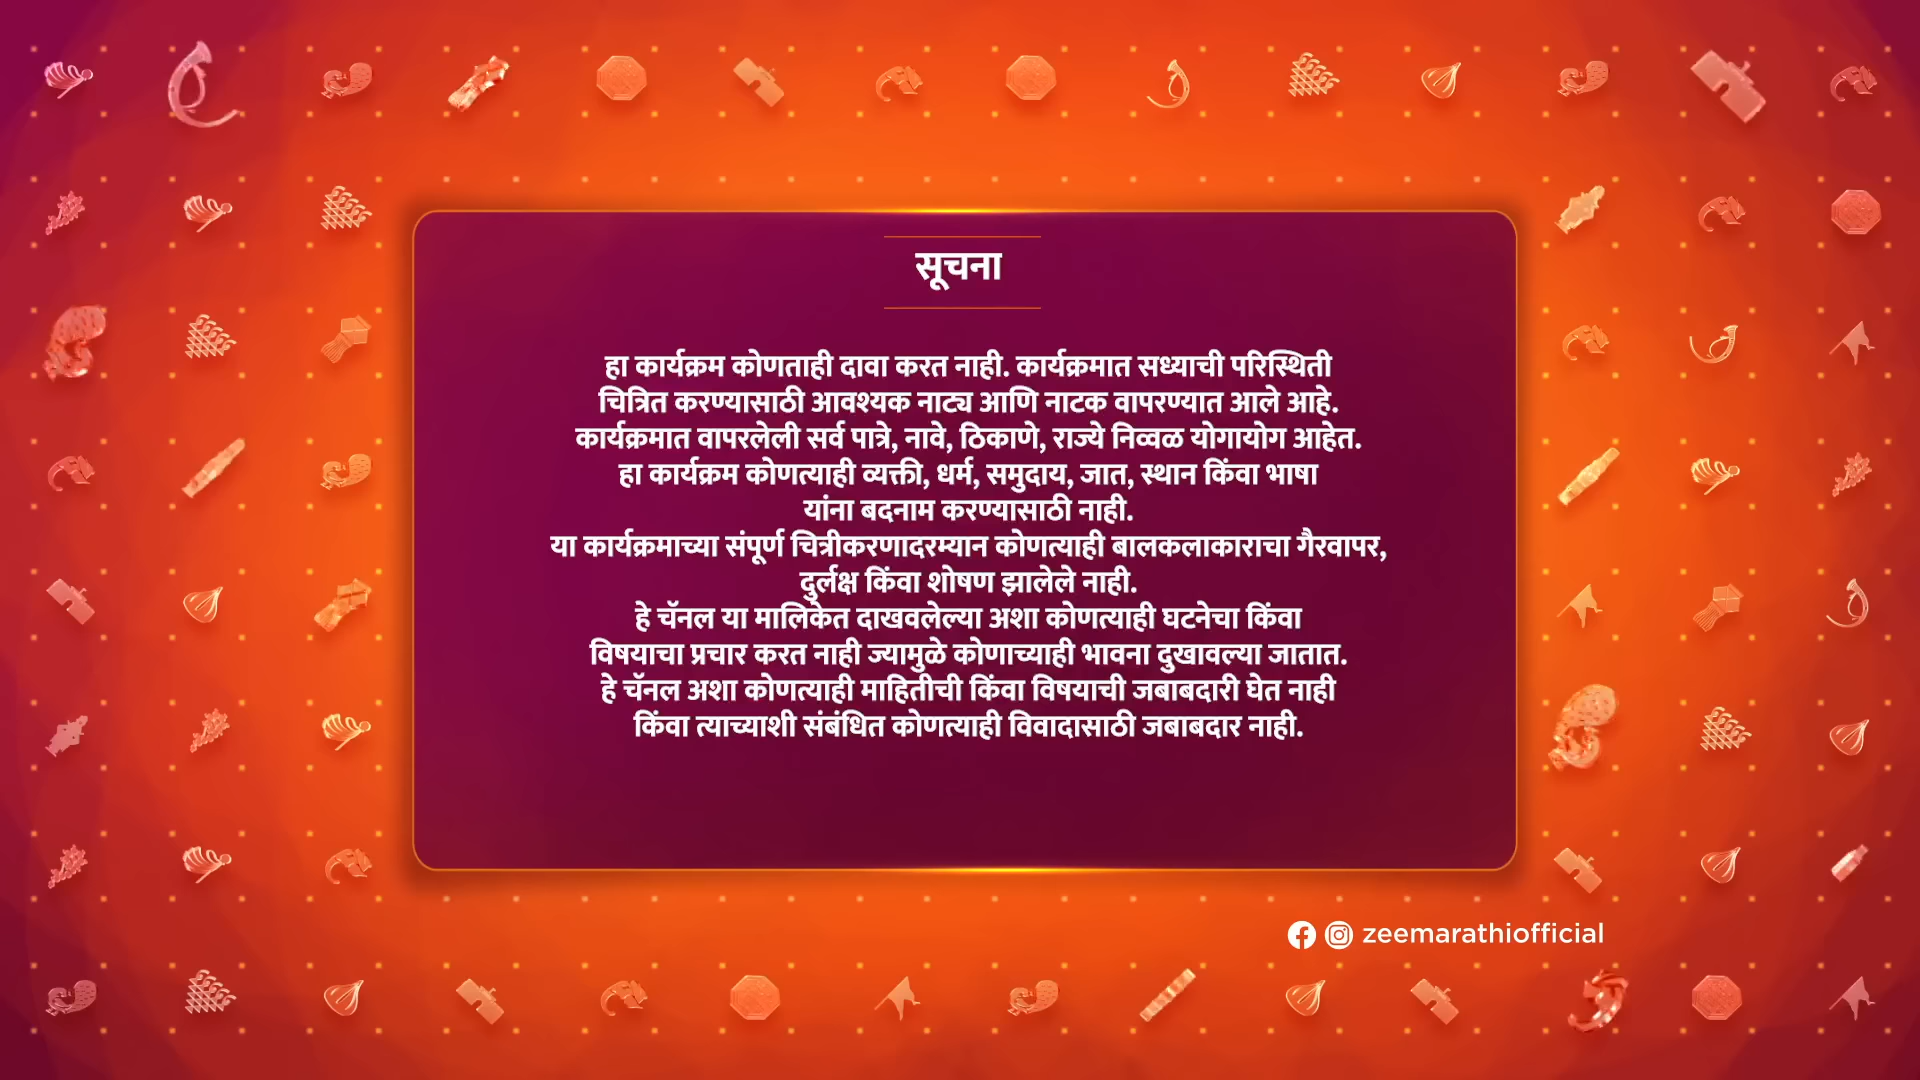 सूचना
हा कार्यक्रम कोणताही दावा करत नाही. कार्यक्रमात सध्याची परिस्थिती
चित्रित करण्यासाठी आवश्यक नाट्य आणि नाटक वापरण्यात आले आहे.
कार्यक्रमात वापरलेली सर्व पात्रे, नावे, ठिकाणे, राज्ये निव्वळ योगायोग आहेत.
हा कार्यक्रम कोणत्याही व्यक्ती, धर्म, समुदाय, जात, स्थान किंवा भाषा
यांना बदनाम करण्यासाठी नाही.
या कार्यक्रमाच्या संपूर्ण चित्रीकरणादरम्यान कोणत्याही बालकलाकाराचा गैरवापर,
दुर्लक्ष किंवा शोषण झालेले नाही.
हे चॅनल या मालिकेत दाखवलेल्या अशा कोणत्याही घटनेचा किंवा
विषयाचा प्रचार करत नाही ज्यामुळे कोणाच्याही भावना दुखावल्या जातात.
हे चॅनल अशा कोणत्याही माहितीची किंवा विषयाची जबाबदारी घेत नाही
किंवा त्याच्याशी संबंधित कोणत्याही विवादासाठी जबाबदार नाही.
zeemarathiofficial